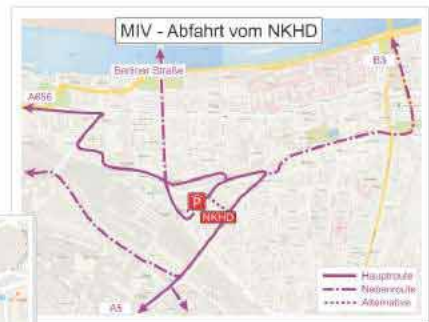 MIV - Abfahrt vom NKHD
B3
Berliner Straße
A656
P
NKHD
Hauptroute
Nebenroute
Alternative
A5